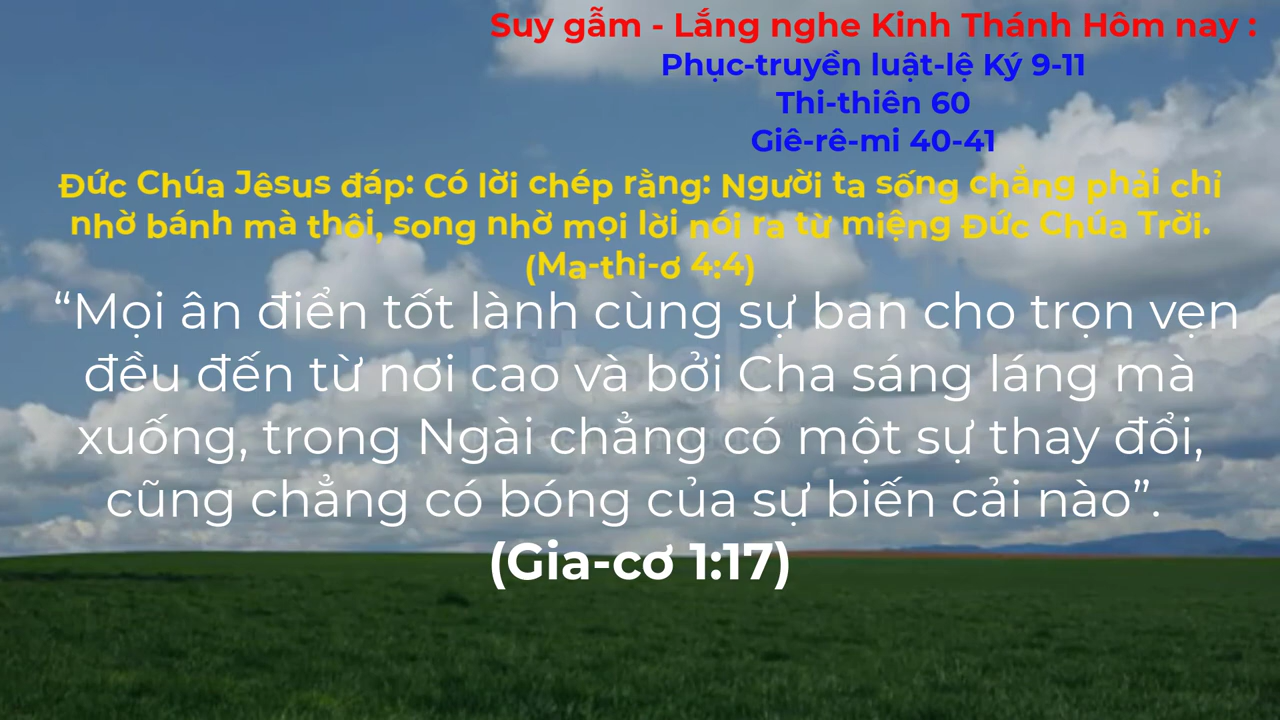 Suy gẫm - Lắng nghe Kinh Thánh Hôm nay :
Phục-truyền luật-lệ Ký 9-11
Thi-thiên 60
Giê-rê-mi 40-41
Đức Chúa Jêsus đáp: Có lời chép rằng: Người ta sống chẳng phải chỉ
nhờ bánh mà thôi, song nhờ mọi lời nói ra từ miệng Đức Chúa Trời.
(Ma-thi-ơ 4:4)
“Mọi ân điển tốt lành cùng sự ban cho trọn vẹn
đều đến từ nơi cao và bởi Cha sáng láng mà
xuống, trong Ngài chẳng có một sự thay đổi,
cũng chẳng có bóng của sự biến cải nào”.
(Gia-cơ 1:17)